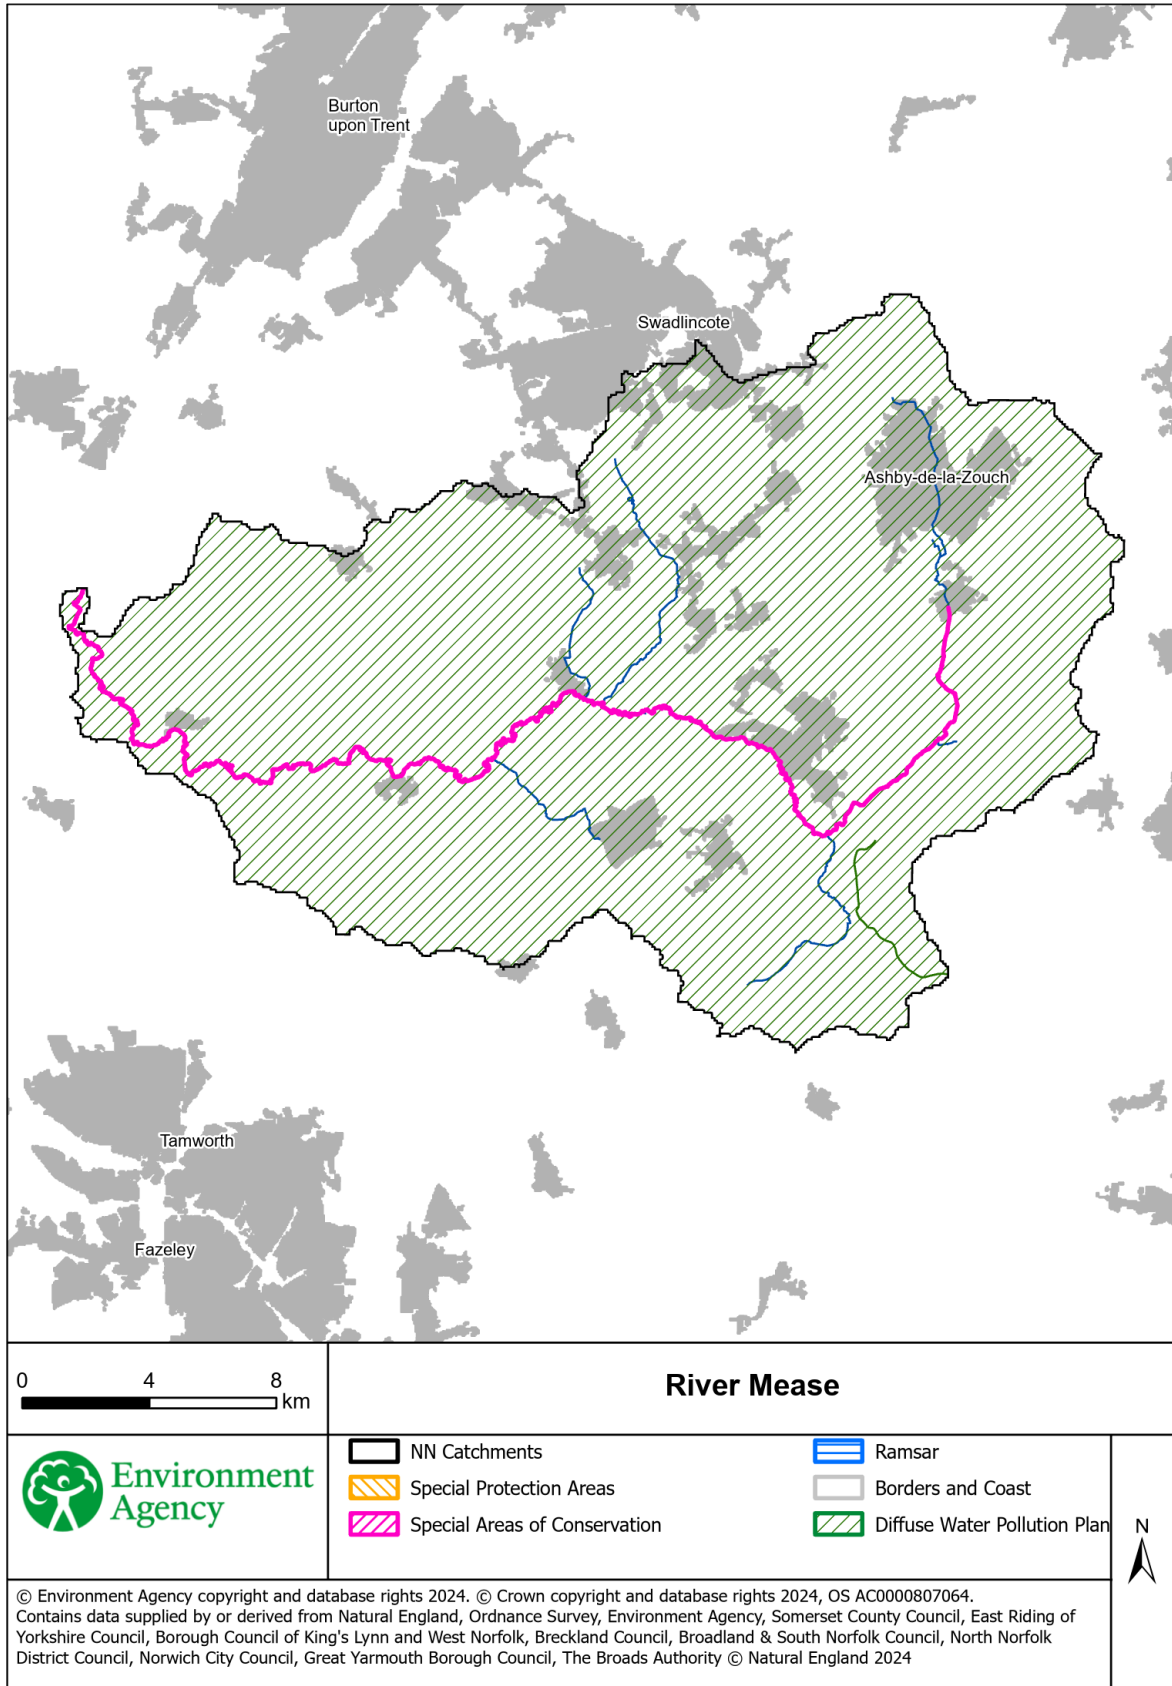 Burton
upon Trent
Swadlincote
Ashby-de-la-Zouch
Tamworth
Fazeley
0 4 8
km
River Mease
Environment
Agency
NN Catchments
Special Protection Areas
Special Areas of Conservation
Ramsar
Borders and Coast
Diffuse Water Pollution Plan
N
© Environment Agency copyright and database rights 2024. © Crown copyright and database rights 2024, OS AC0000807064.
Contains data supplied by or derived from Natural England, Ordnance Survey, Environment Agency, Somerset County Council, East Riding of
Yorkshire Council, Borough Council of King's Lynn and West Norfolk, Breckland Council, Broadland & South Norfolk Council, North Norfolk
District Council, Norwich City Council, Great Yarmouth Borough Council, The Broads Authority © Natural England 2024